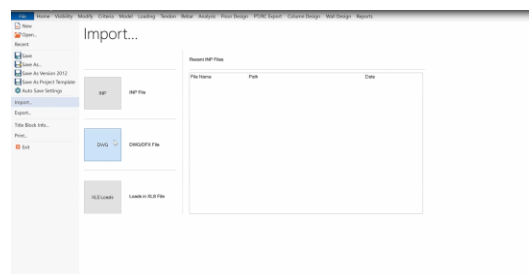 File Home Visibility Modify Criteria Model Loading Tendon Rebar Analysis Floor Design PT/RC Export Column Design Wall Design Reports
New
Open...
Recent
Save
Save As...
Save As Version 2012
Save As Project Template
Auto Save Settings
Import...
Export...
Title Block Info...
Print...
Exit
Import...
INP
INP File
DWG
DWG/DFX File
XLS Loads
Loads in XLS File
Recent INP Files
File Name Path Date